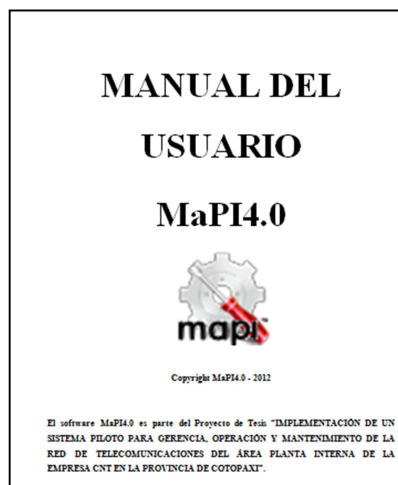 MANUAL DEL
USUARIO
MaPI4.0
mapi™
Copyright MaPI4.0 - 2012
El software MaPI4.0 es parte del Proyecto de Tesis "IMPLEMENTACIÓN DE UN
SISTEMA PILOTO PARA GERENCIA, OPERACIÓN Y MANTENIMIENTO DE LA
RED DE TELECOMUNICACIONES DEL ÁREA PLANTA INTERNA DE LA
EMPRESA CNT EN LA PROVINCIA DE COTOPAXI".